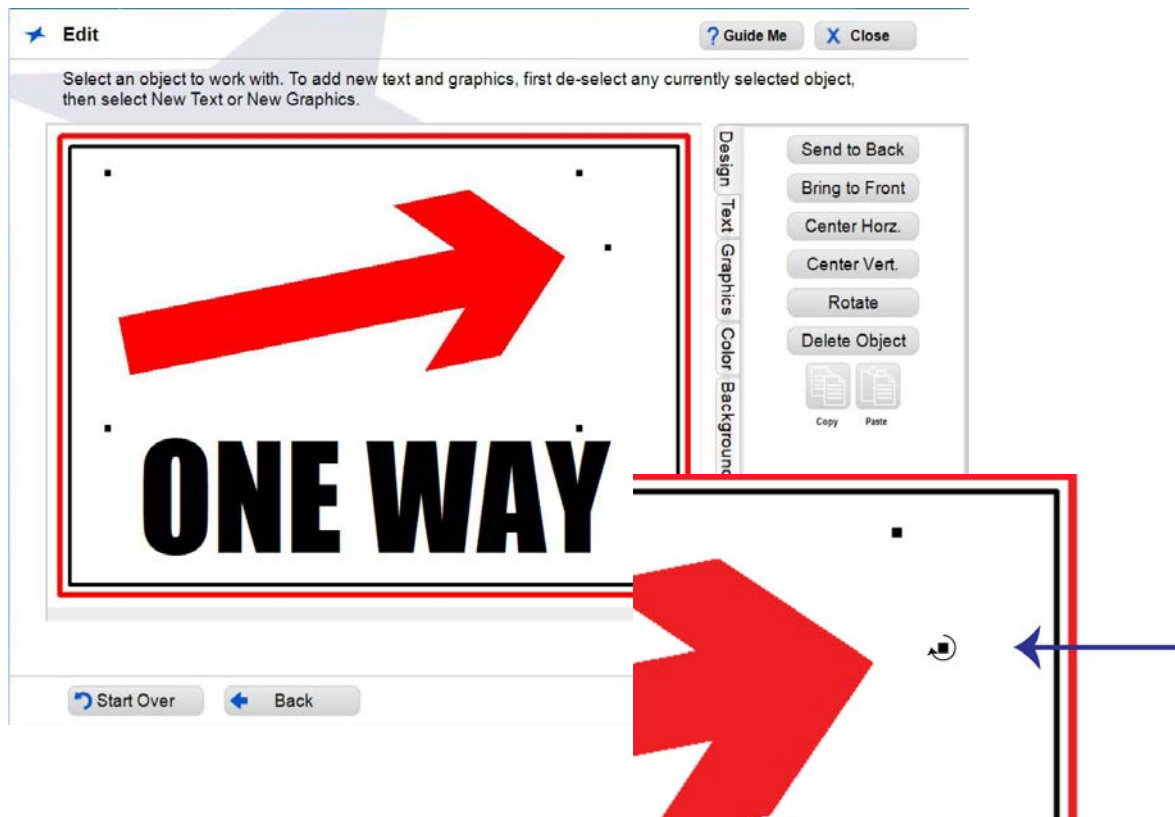 Edit
? Guide Me
X Close
Select an object to work with. To add new text and graphics, first de-select any currently selected object,
then select New Text or New Graphics.
ONE WAY
Design
Text
Graphics
Color
Background
Send to Back
Bring to Front
Center Horz.
Center Vert.
Rotate
Delete Object
Copy
Paste
Start Over
Back